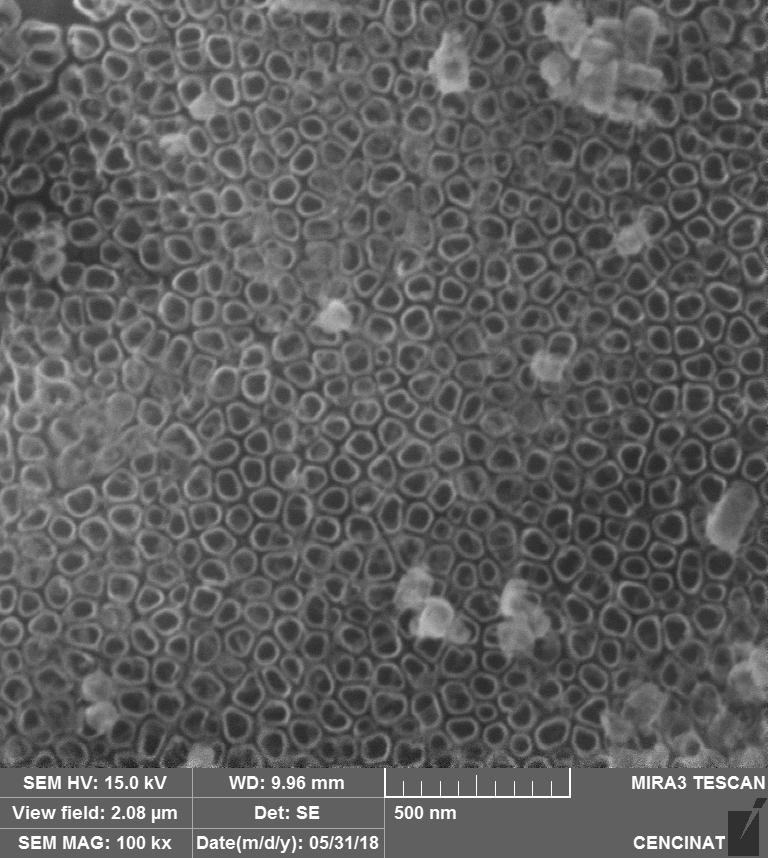 SEM HV: 15.0 kV WD: 9.96 mm MIRA3 TESCAN
View field: 2.08 µm Det: SE 500 nm
SEM MAG: 100 kx Date(m/d/y): 05/31/18 CENCINAT